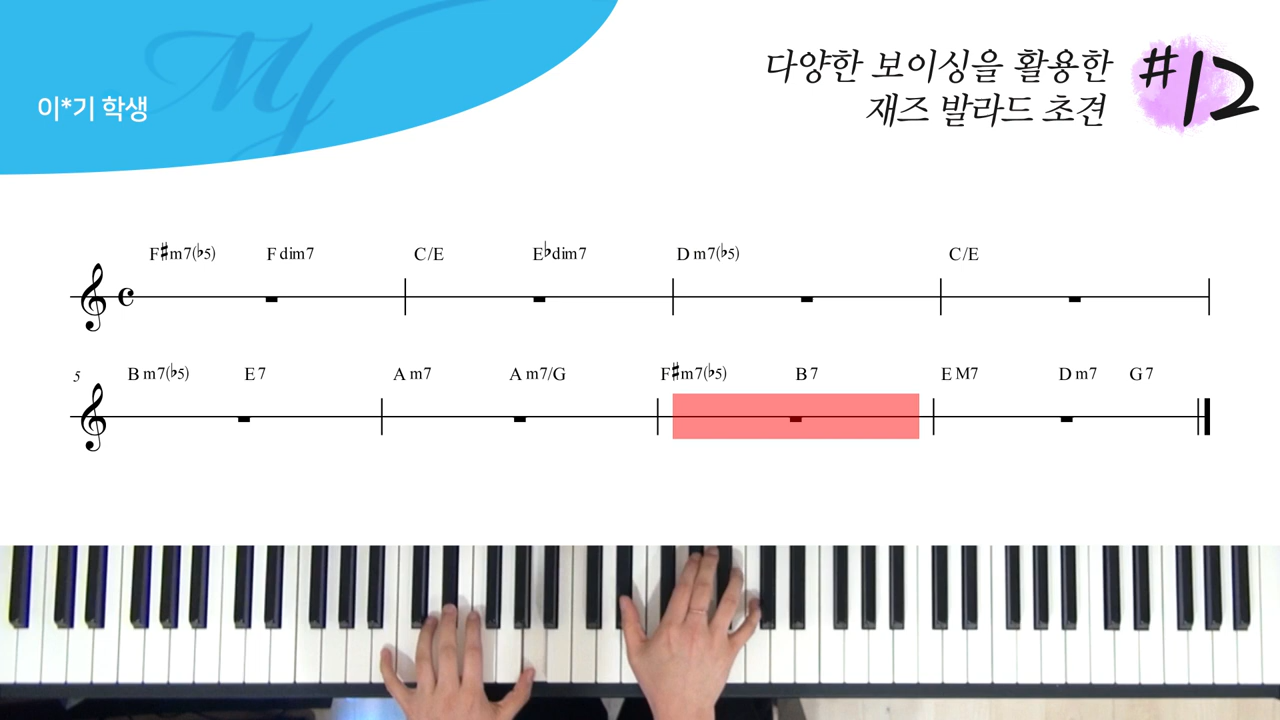 이*기 학생
다양한 보이싱을 활용한
재즈 발라드 초견
#12
F♯m7(♭5) F dim7 C/E E♭dim7 D m7(♭5) C/E
5
B m7(♭5) E 7 A m7 A m7/G F♯m7(♭5) B 7 E M7 D m7 G 7